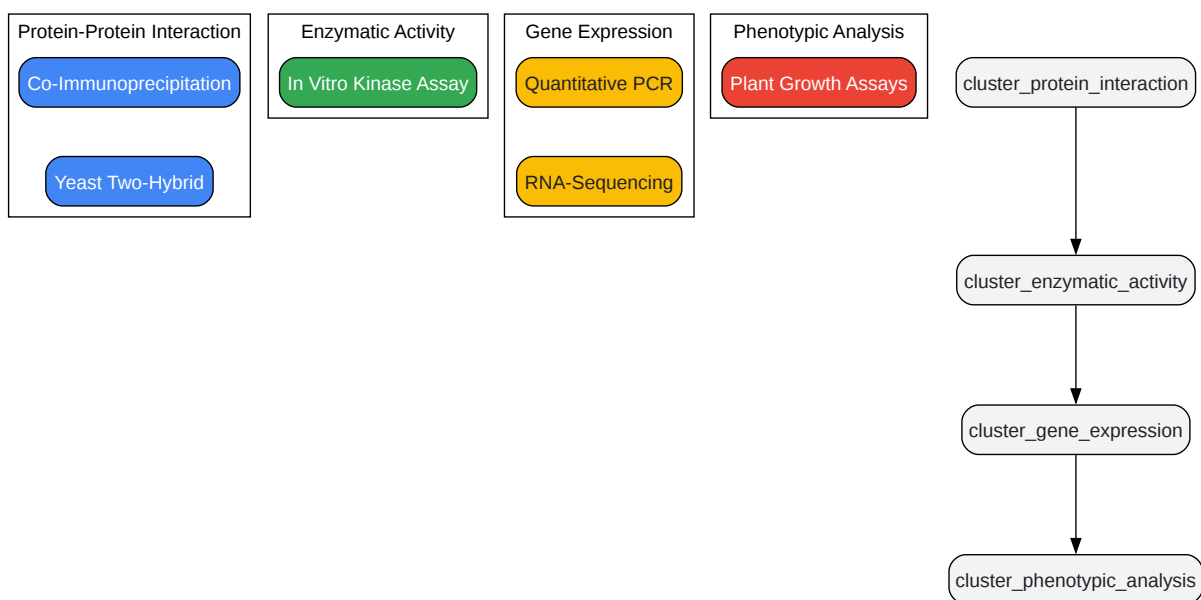 Protein-Protein Interaction
Co-Immunoprecipitation
Yeast Two-Hybrid
Enzymatic Activity
In Vitro Kinase Assay
Gene Expression
Quantitative PCR
RNA-Sequencing
Phenotypic Analysis
Plant Growth Assays
cluster_protein_interaction
cluster_enzymatic_activity
cluster_gene_expression
cluster_phenotypic_analysis